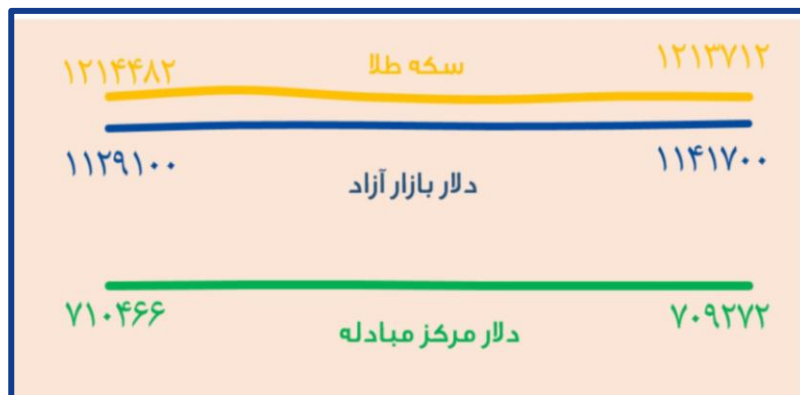 ۱۲۱۴۴۸۲
سکه طلا
۱۲۱۳۷۱۲
۱۱۲۹۱۰۰
دلار بازار آزاد
۱۱۴۱۷۰۰
۷۱۰۴۶۶
دلار مرکز مبادله
۷۰۹۲۷۲